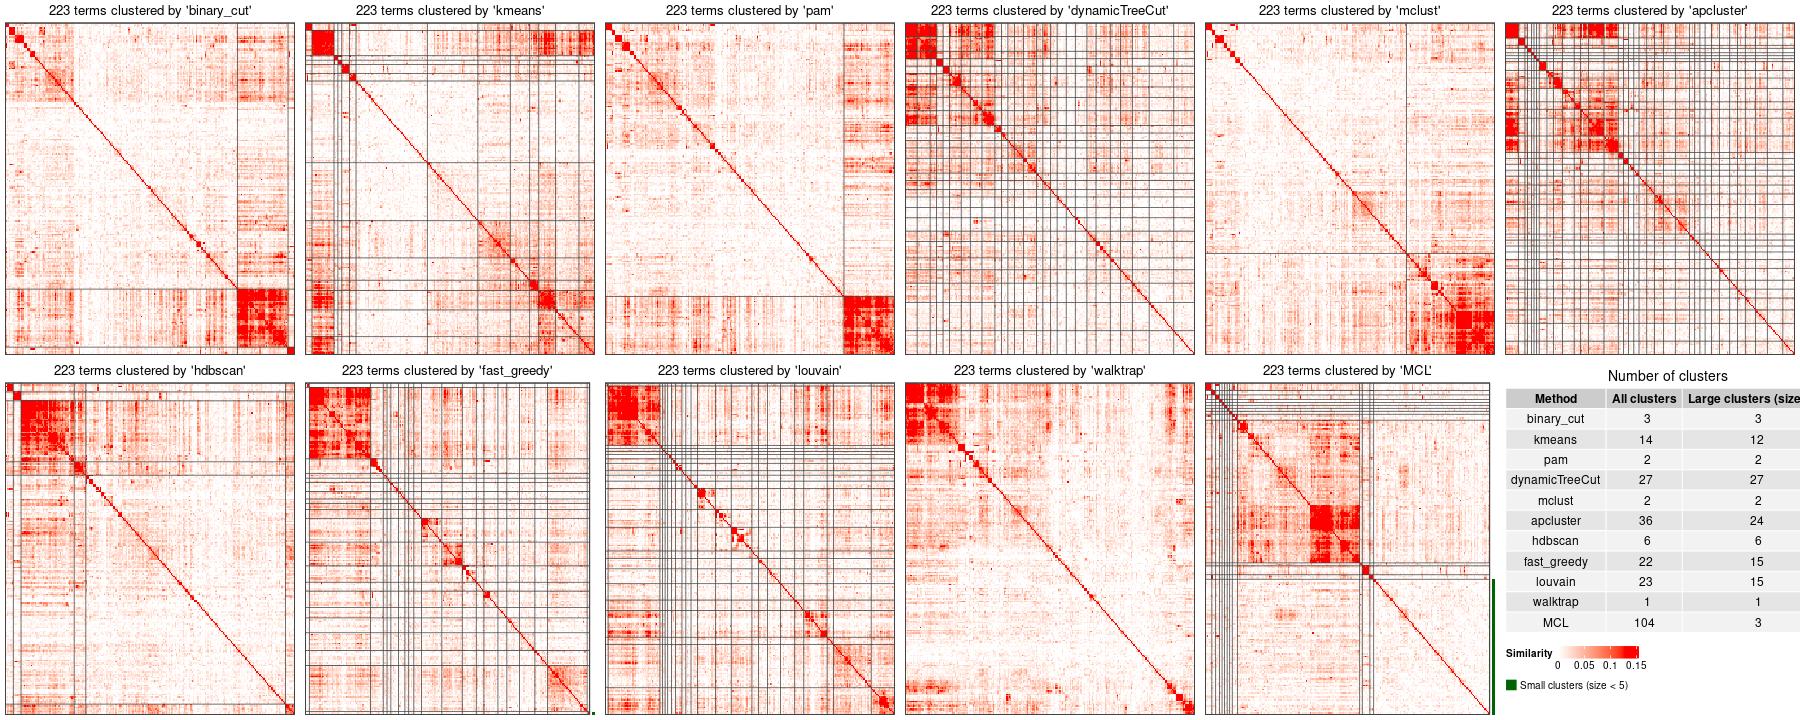 223 terms clustered by 'binary_cut'
223 terms clustered by 'kmeans'
223 terms clustered by 'pam'
223 terms clustered by 'dynamicTreeCut'
223 terms clustered by 'mclust'
223 terms clustered by 'apcluster'
223 terms clustered by 'hdbscan'
223 terms clustered by 'fast_greedy'
223 terms clustered by 'louvain'
223 terms clustered by 'walktrap'
223 terms clustered by 'MCL'
Number of clusters
Method All clusters Large clusters (size
binary_cut 3 3
kmeans 14 12
pam 2 2
dynamicTreeCut 27 27
mclust 2 2
apcluster 36 24
hdbscan 6 6
fast_greedy 22 15
louvain 23 15
walktrap 1 1
MCL 104 3
Similarity
0 0.05 0.1 0.15
Small clusters (size < 5)